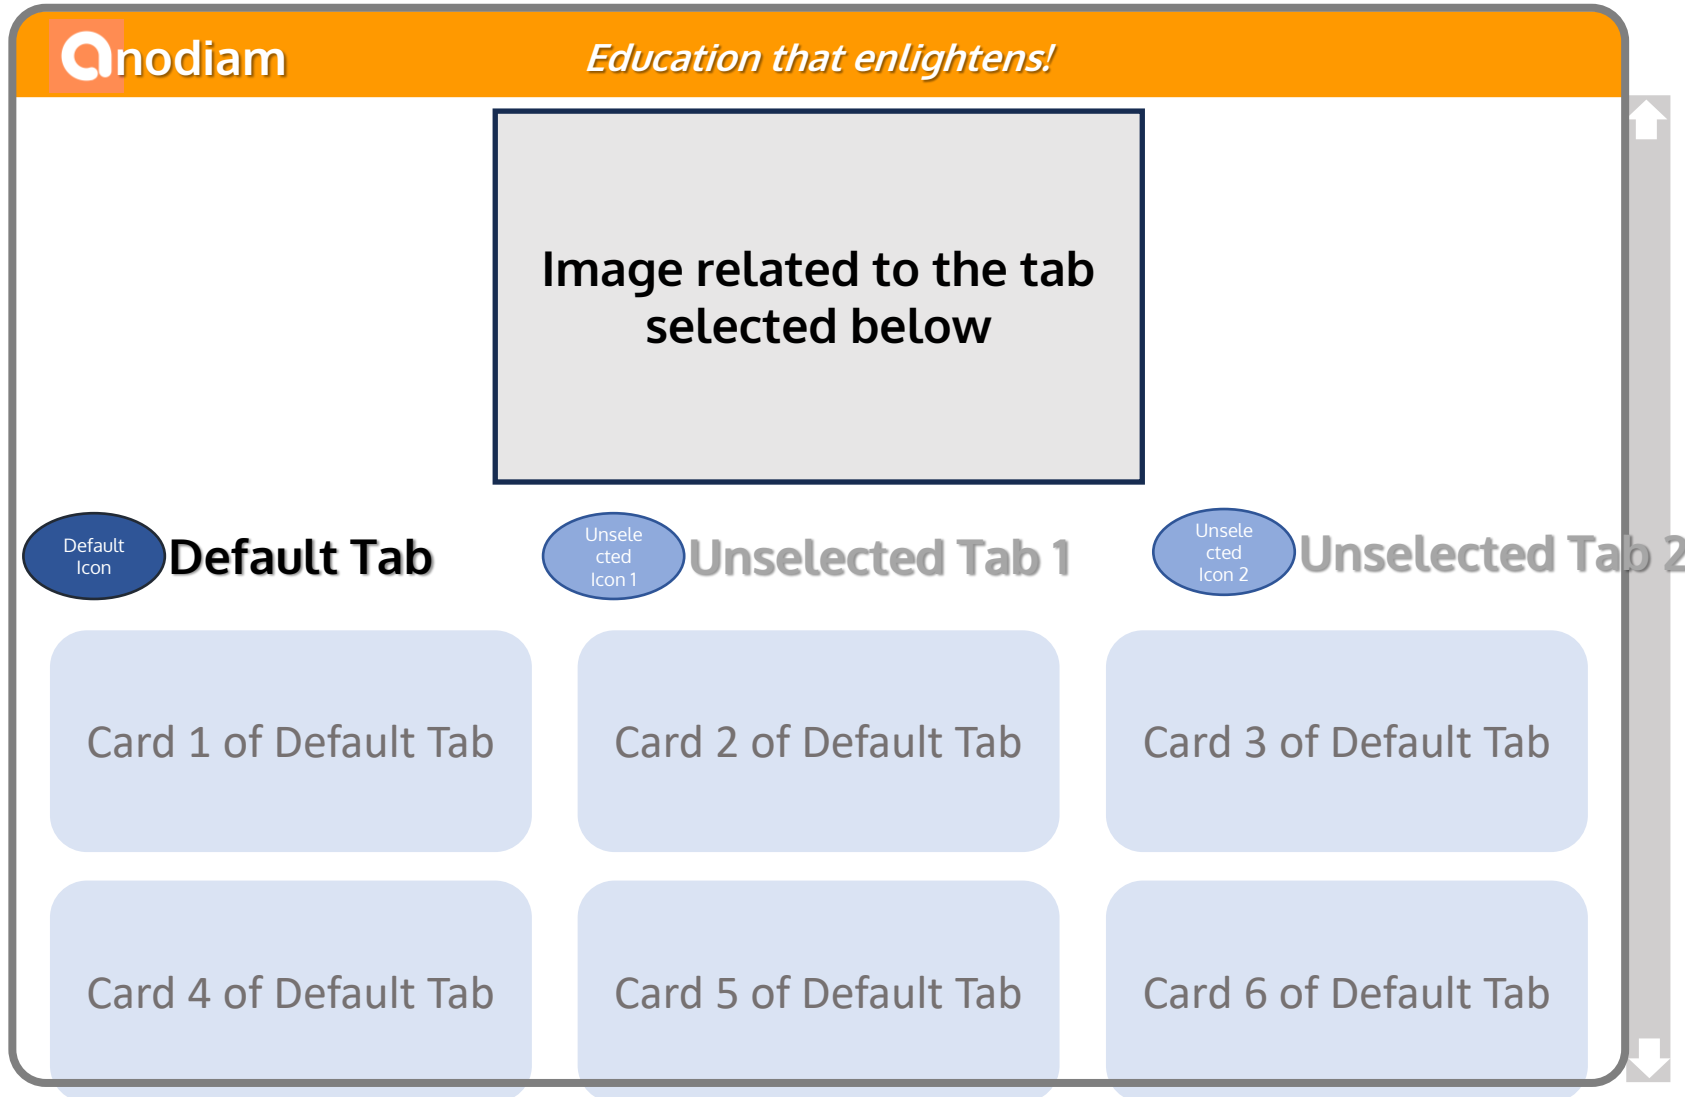 anodiam
Education that enlightens!
Image related to the tab
selected below
Default
Icon
Default Tab
Unsele
cted
Icon 1
Unselected Tab 1
Unsele
cted
Icon 2
Unselected Tab 2
Card 1 of Default Tab
Card 2 of Default Tab
Card 3 of Default Tab
Card 4 of Default Tab
Card 5 of Default Tab
Card 6 of Default Tab